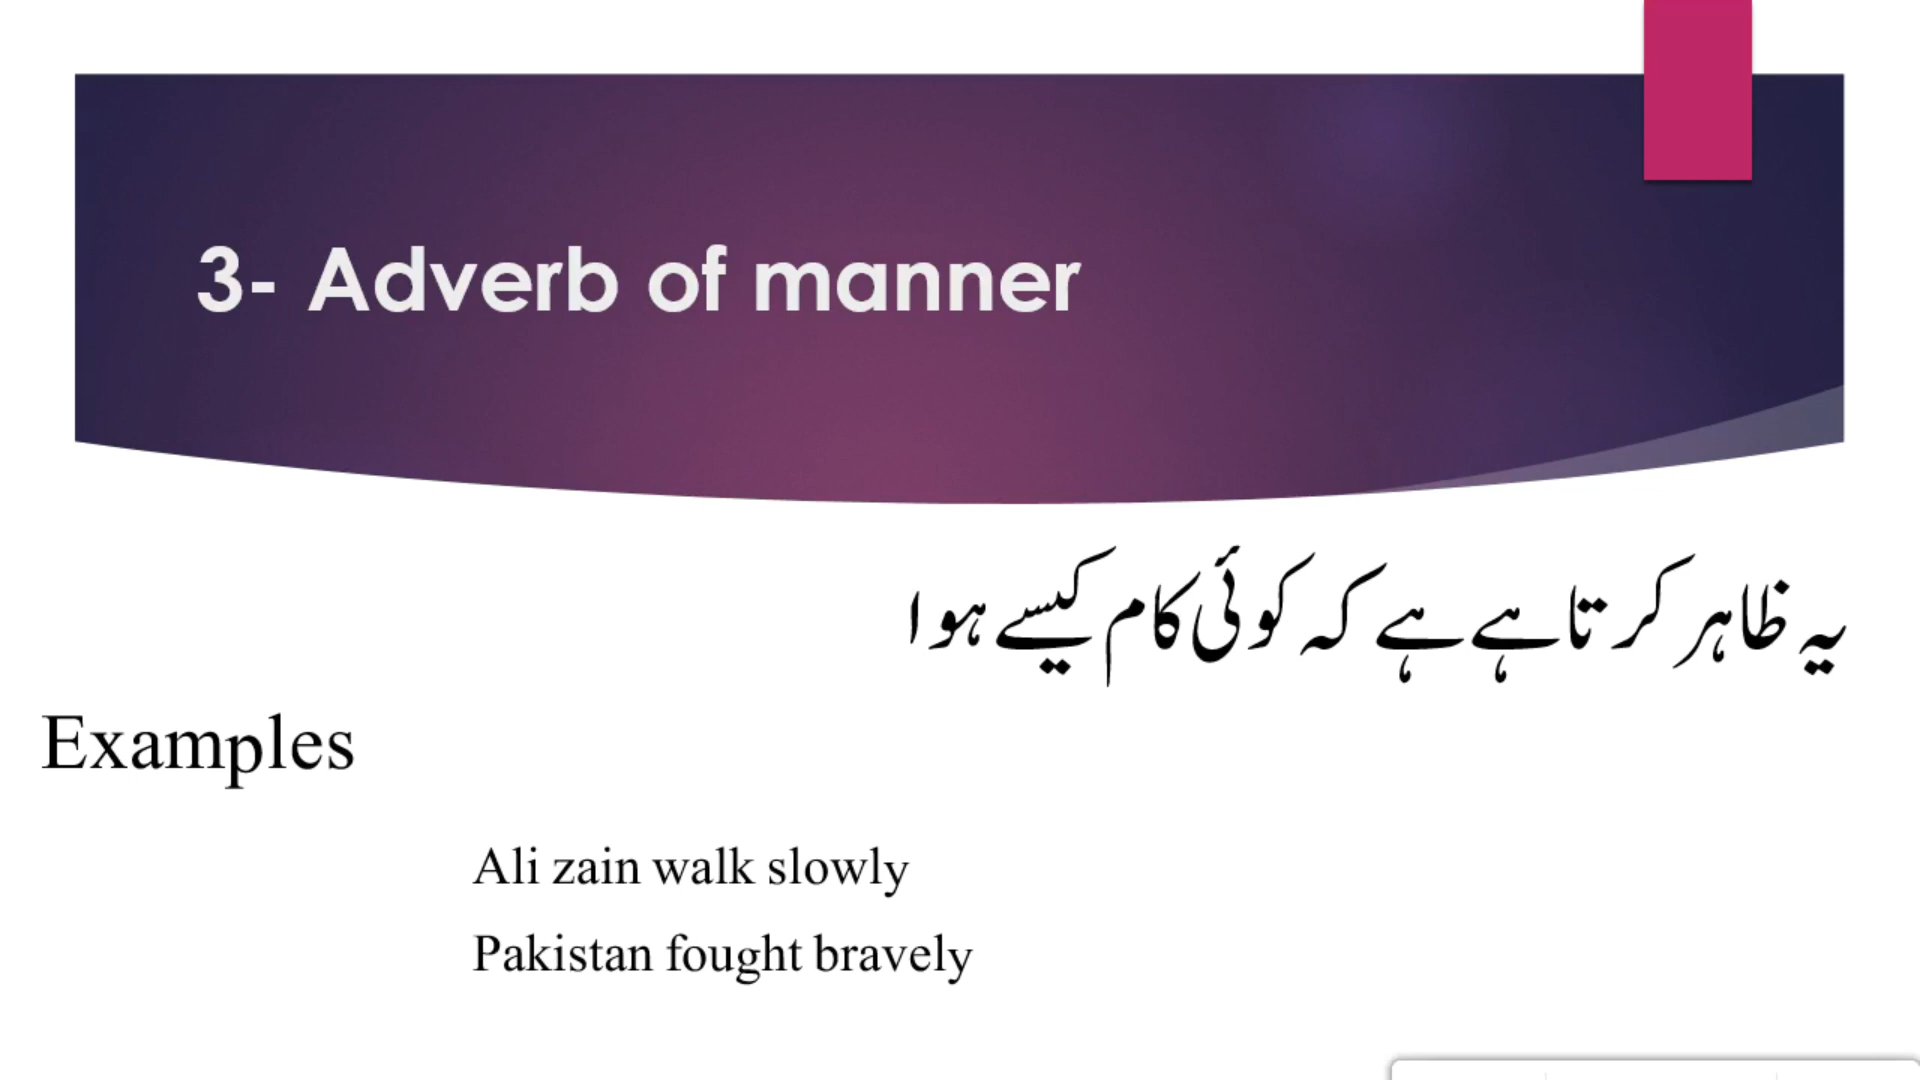 3- Adverb of manner
یہ ظاہر کرتا ہے ہے کہ کوئی کام کیسے ہوا
Examples
Ali zain walk slowly
Pakistan fought bravely